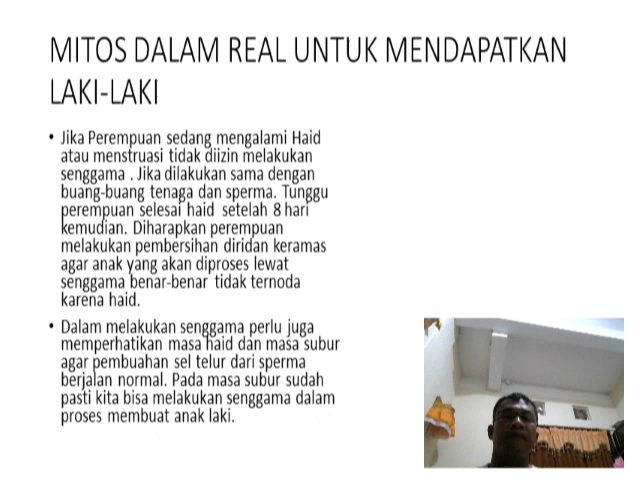 MITOS DALAM REAL UNTUK MENDAPATKAN
LAKI-LAKI
• Jika Perempuan sedang mengalami Haid
atau menstruasi tidak diizin melakukan
senggama . Jika dilakukan sama dengan
buang-buang tenaga dan sperma. Tunggu
perempuan selesai haid setelah 8 hari
kemudian. Diharapkan perempuan
melakukan pembersihan diridan keramas
agar anak yang akan diproses lewat
senggama benar-benar tidak ternoda
karena haid.
• Dalam melakukan senggama perlu juga
memperhatikan masa haid dan masa subur
agar pembuahan sel telur dari sperma
berjalan normal. Pada masa subur sudah
pasti kita bisa melakukan senggama dalam
proses membuat anak laki.